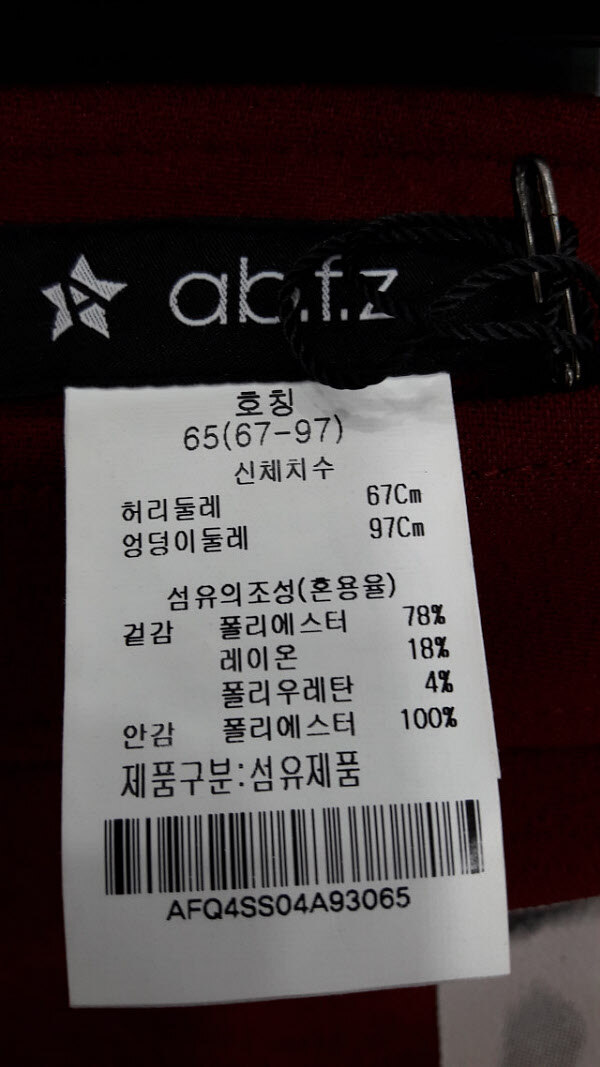 ab.f.z
호칭
65(67-97)
신체치수
허리둘레 67Cm
엉덩이둘레 97Cm
섬유의조성(혼용율)
겉감 폴리에스터 78%
레이온 18%
폴리우레탄 4%
안감 폴리에스터 100%
제품구분:섬유제품
AFQ4SS04A93065